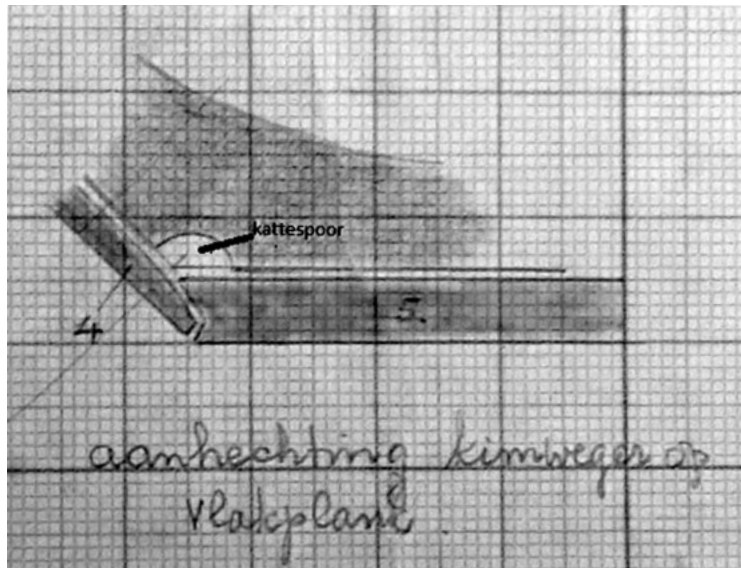 kattespoor
4
5.
aanhechting kimweger op
vlakplank.